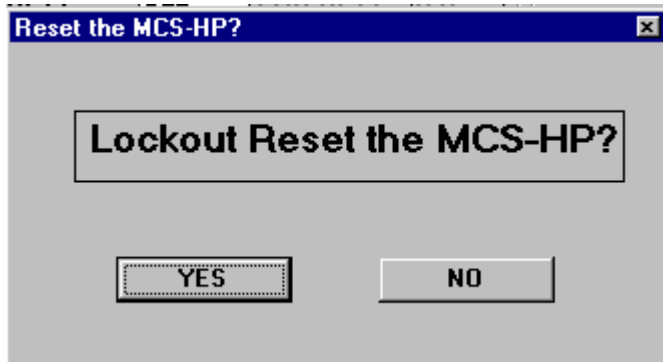 Reset the MCS-HP?
Lockout Reset the MCS-HP?
YES
NO